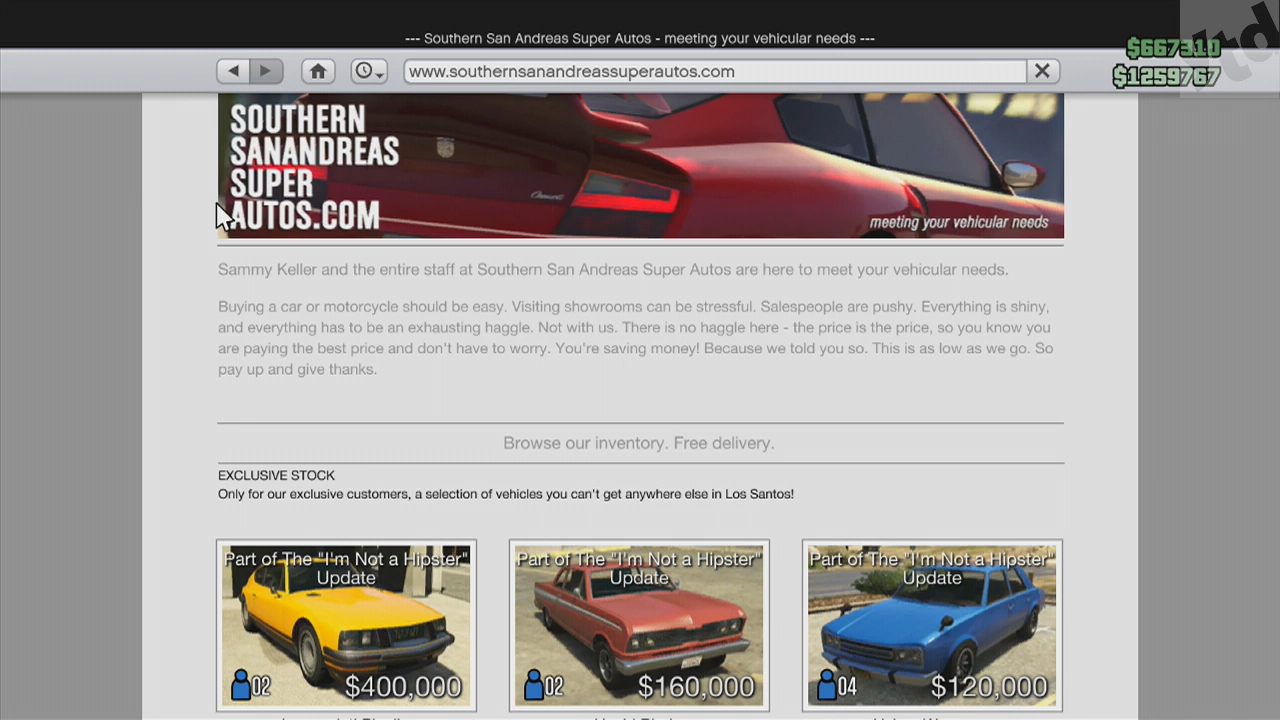 --- Southern San Andreas Super Autos - meeting your vehicular needs ---
$667310
www.southernsanandreassuperautos.com
$1259767
SOUTHERN
SANANDREAS
SUPER
AUTOS.COM
meeting your vehicular needs
Sammy Keller and the entire staff at Southern San Andreas Super Autos are here to meet your vehicular needs.
Buying a car or motorcycle should be easy. Visiting showrooms can be stressful. Salespeople are pushy. Everything is shiny,
and everything has to be an exhausting haggle. Not with us. There is no haggle here - the price is the price, so you know you
are paying the best price and don't have to worry. You're saving money! Because we told you so. This is as low as we go. So
pay up and give thanks.
Browse our inventory. Free delivery.
EXCLUSIVE STOCK
Only for our exclusive customers, a selection of vehicles you can't get anywhere else in Los Santos!
Part of The "I'm Not a Hipster"
Update
02 $400,000
Part of The "I'm Not a Hipster"
Update
02 $160,000
Part of The "I'm Not a Hipster"
Update
04 $120,000